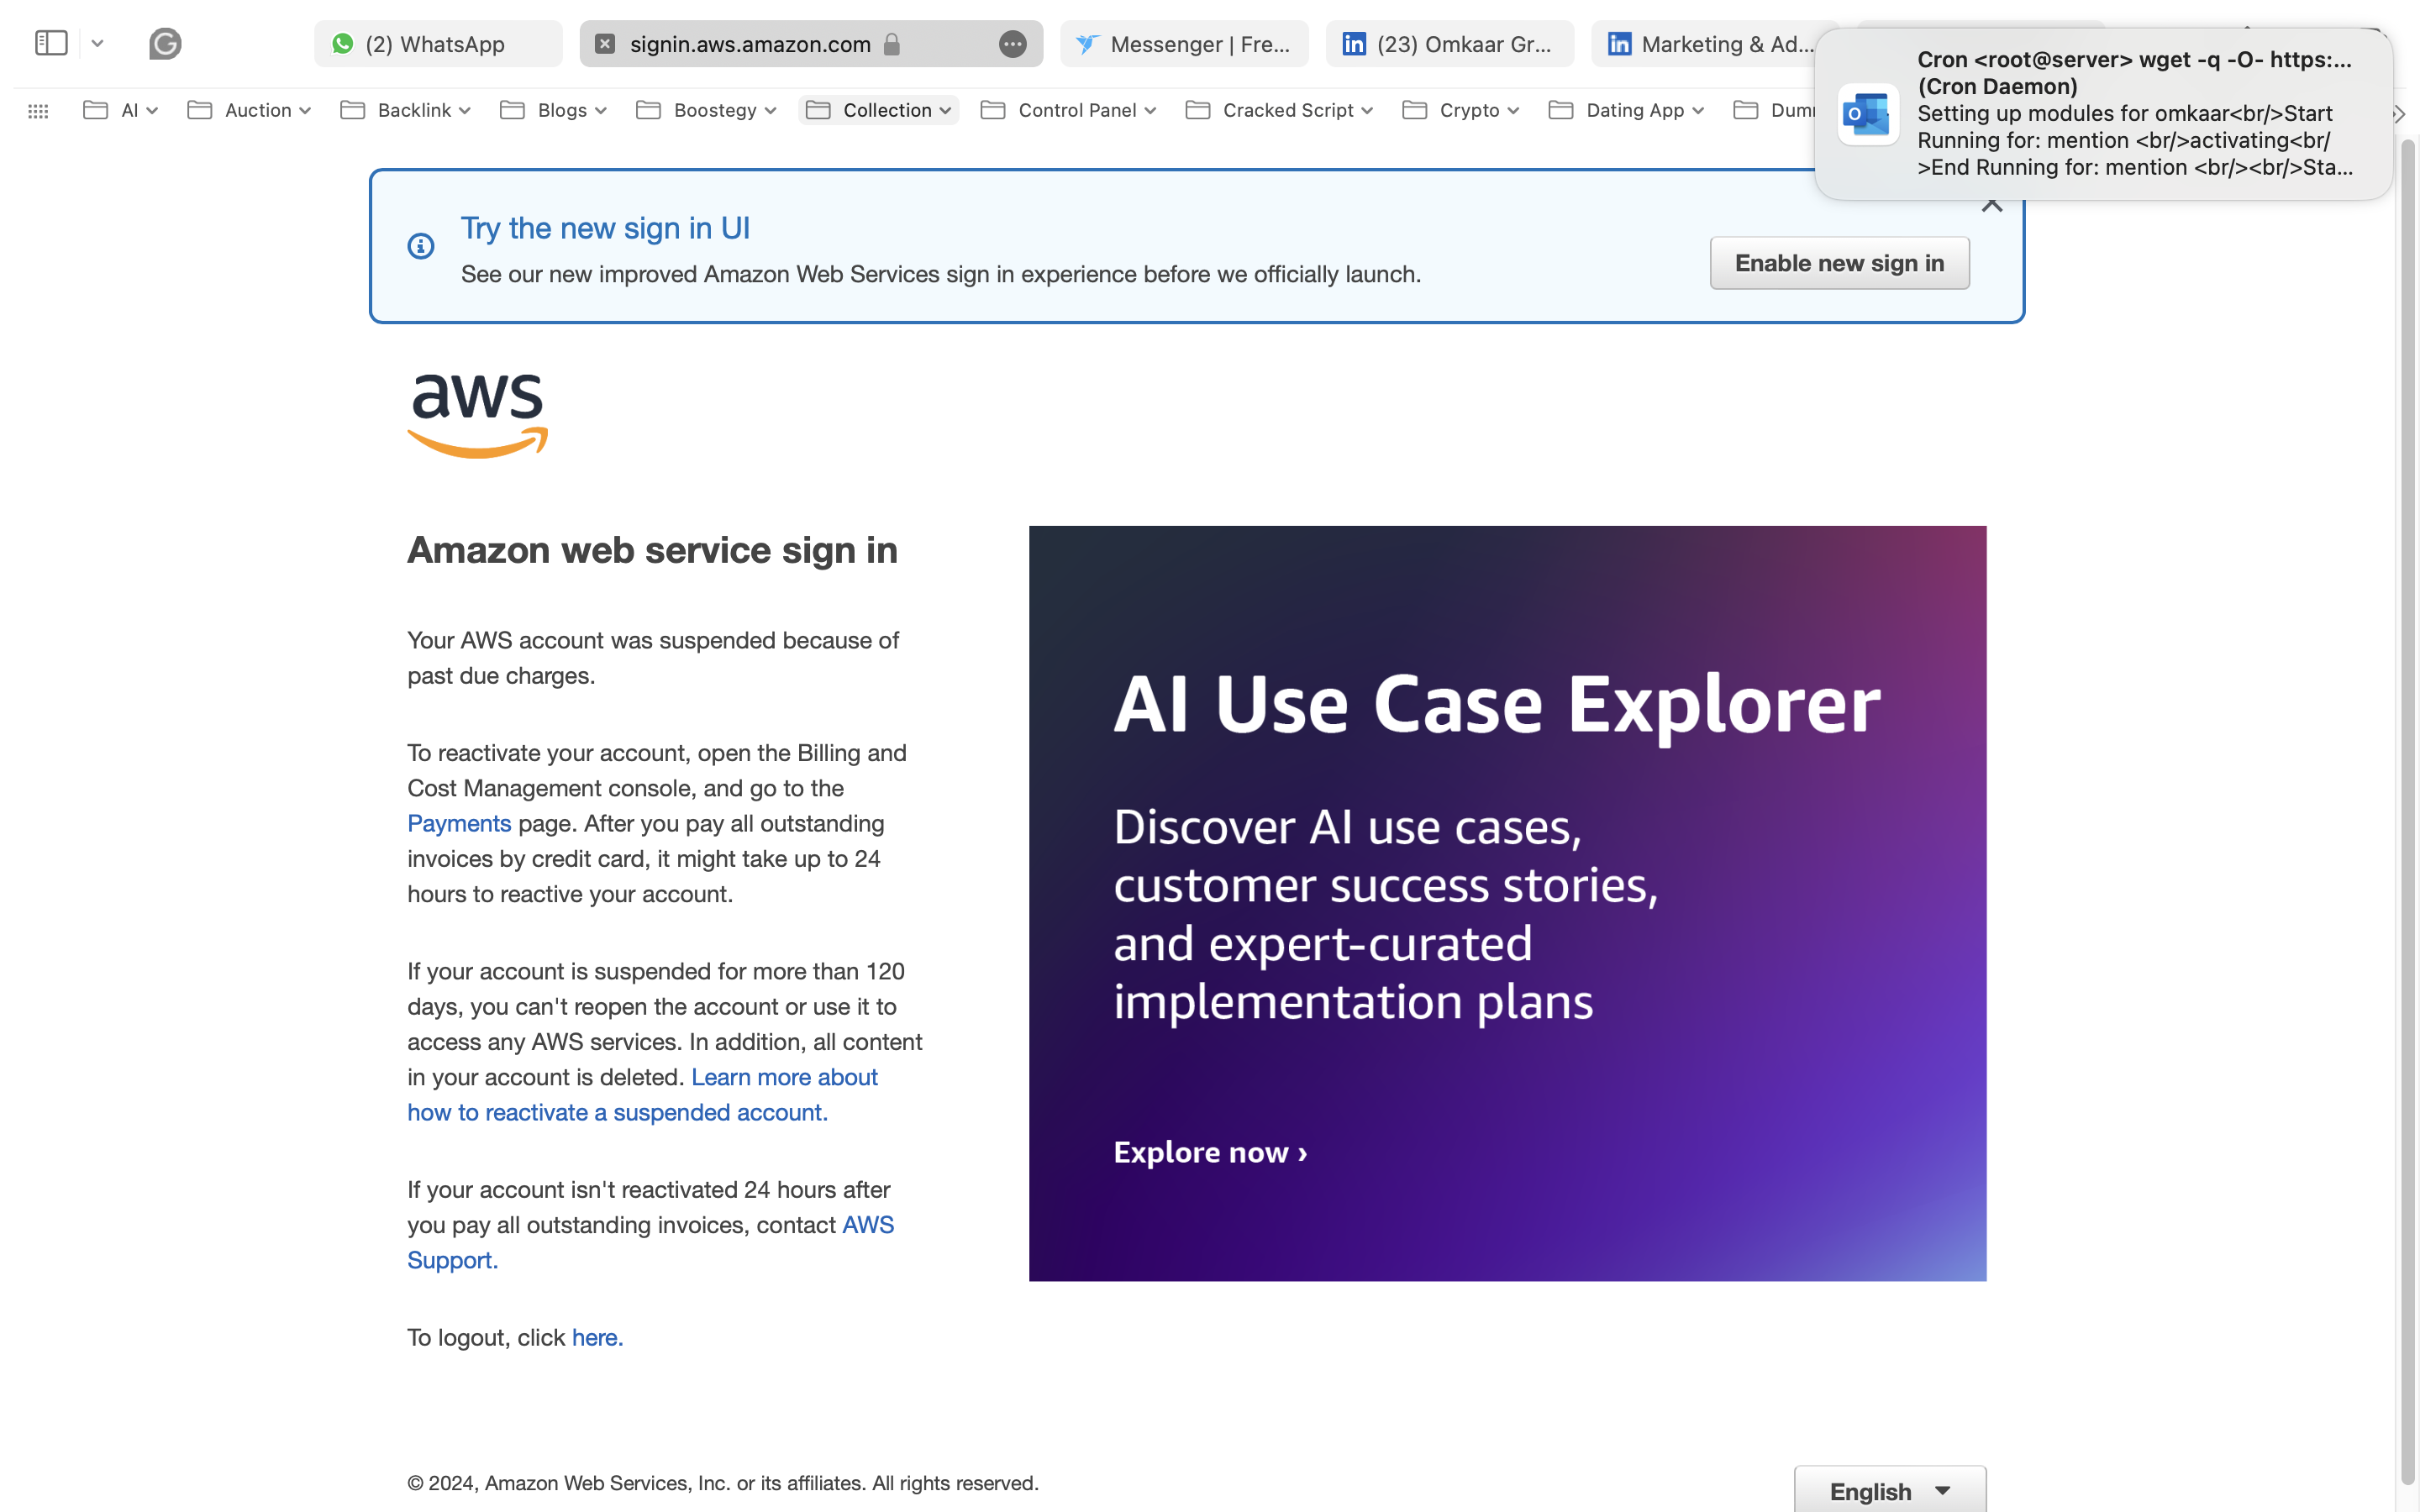 (2) WhatsApp
signin.aws.amazon.com
Messenger | Fre...
(23) Omkaar Gr...
Marketing & Ad...
Cron <root@server> wget -q -O- https:...
(Cron Daemon)
Setting up modules for omkaar<br/>Start
Running for: mention <br/>activating<br/
>End Running for: mention <br/><br/>Sta...
AI
Auction
Backlink
Blogs
Boostegy
Collection
Control Panel
Cracked Script
Crypto
Dating App
Try the new sign in UI
See our new improved Amazon Web Services sign in experience before we officially launch.
Enable new sign in
aws
Amazon web service sign in
Your AWS account was suspended because of
past due charges.
To reactivate your account, open the Billing and
Cost Management console, and go to the
Payments page. After you pay all outstanding
invoices by credit card, it might take up to 24
hours to reactive your account.
If your account is suspended for more than 120
days, you can't reopen the account or use it to
access any AWS services. In addition, all content
in your account is deleted. Learn more about
how to reactivate a suspended account.
If your account isn't reactivated 24 hours after
you pay all outstanding invoices, contact AWS
Support.
To logout, click here.
AI Use Case Explorer
Discover AI use cases,
customer success stories,
and expert-curated
implementation plans
Explore now ›
© 2024, Amazon Web Services, Inc. or its affiliates. All rights reserved.
English